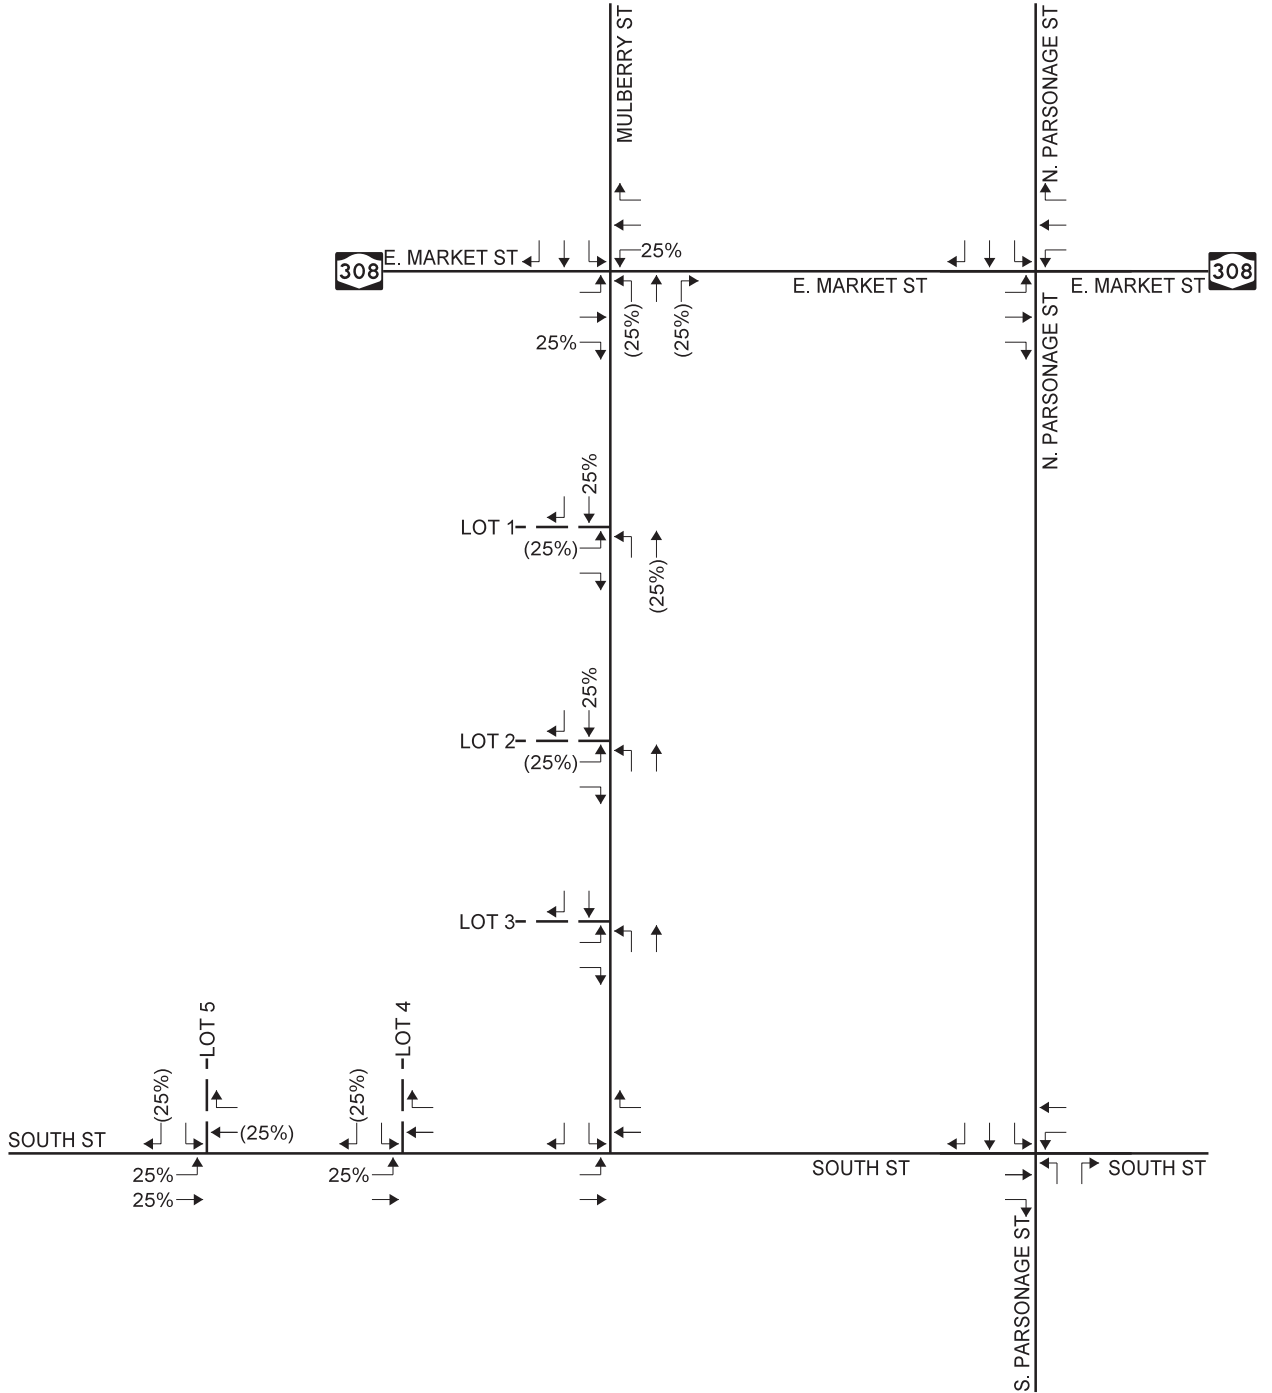 MULBERRY ST
N. PARSONAGE ST
308
E. MARKET ST
25%
E. MARKET ST
E. MARKET ST
308
25%
(25%)
(25%)
N. PARSONAGE ST
25%
LOT 1
(25%)
(25%)
25%
LOT 2
(25%)
LOT 3
LOT 5
LOT 4
(25%)
(25%)
SOUTH ST
(25%)
25%
25%
25%
SOUTH ST
SOUTH ST
S. PARSONAGE ST